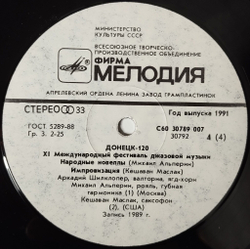 МИНИСТЕРСТВО
КУЛЬТУРЫ СССР
ВСЕСОЮЗНОЕ ТВОРЧЕСКО-
ПРОИЗВОДСТВЕННОЕ ОБЪЕДИНЕНИЕ
ФИРМА
МЕЛОДИЯ
АПРЕЛЕВСКИЙ ОРДЕНА ЛЕНИНА ЗАВОД ГРАМПЛАСТИНОК
СТЕРЕО 33
Год выпуска 1991
ГОСТ 5289-88
С60 30789 007
Гр. 3. 2-25
30792 4 (4)
ДОНЕЦК-120
XI Международный фестиваль джазовой музыки
Народные новеллы (Михаил Альперин)
Импровизация (Кешаван Маслак)
Аркадий Шилклопер, валторна, ягд-хорн
Михаил Альперин, рояль, губная
гармоника (1) (Москва)
Кешаван Маслак, саксофон
(2), (США)
Запись 1989 г.